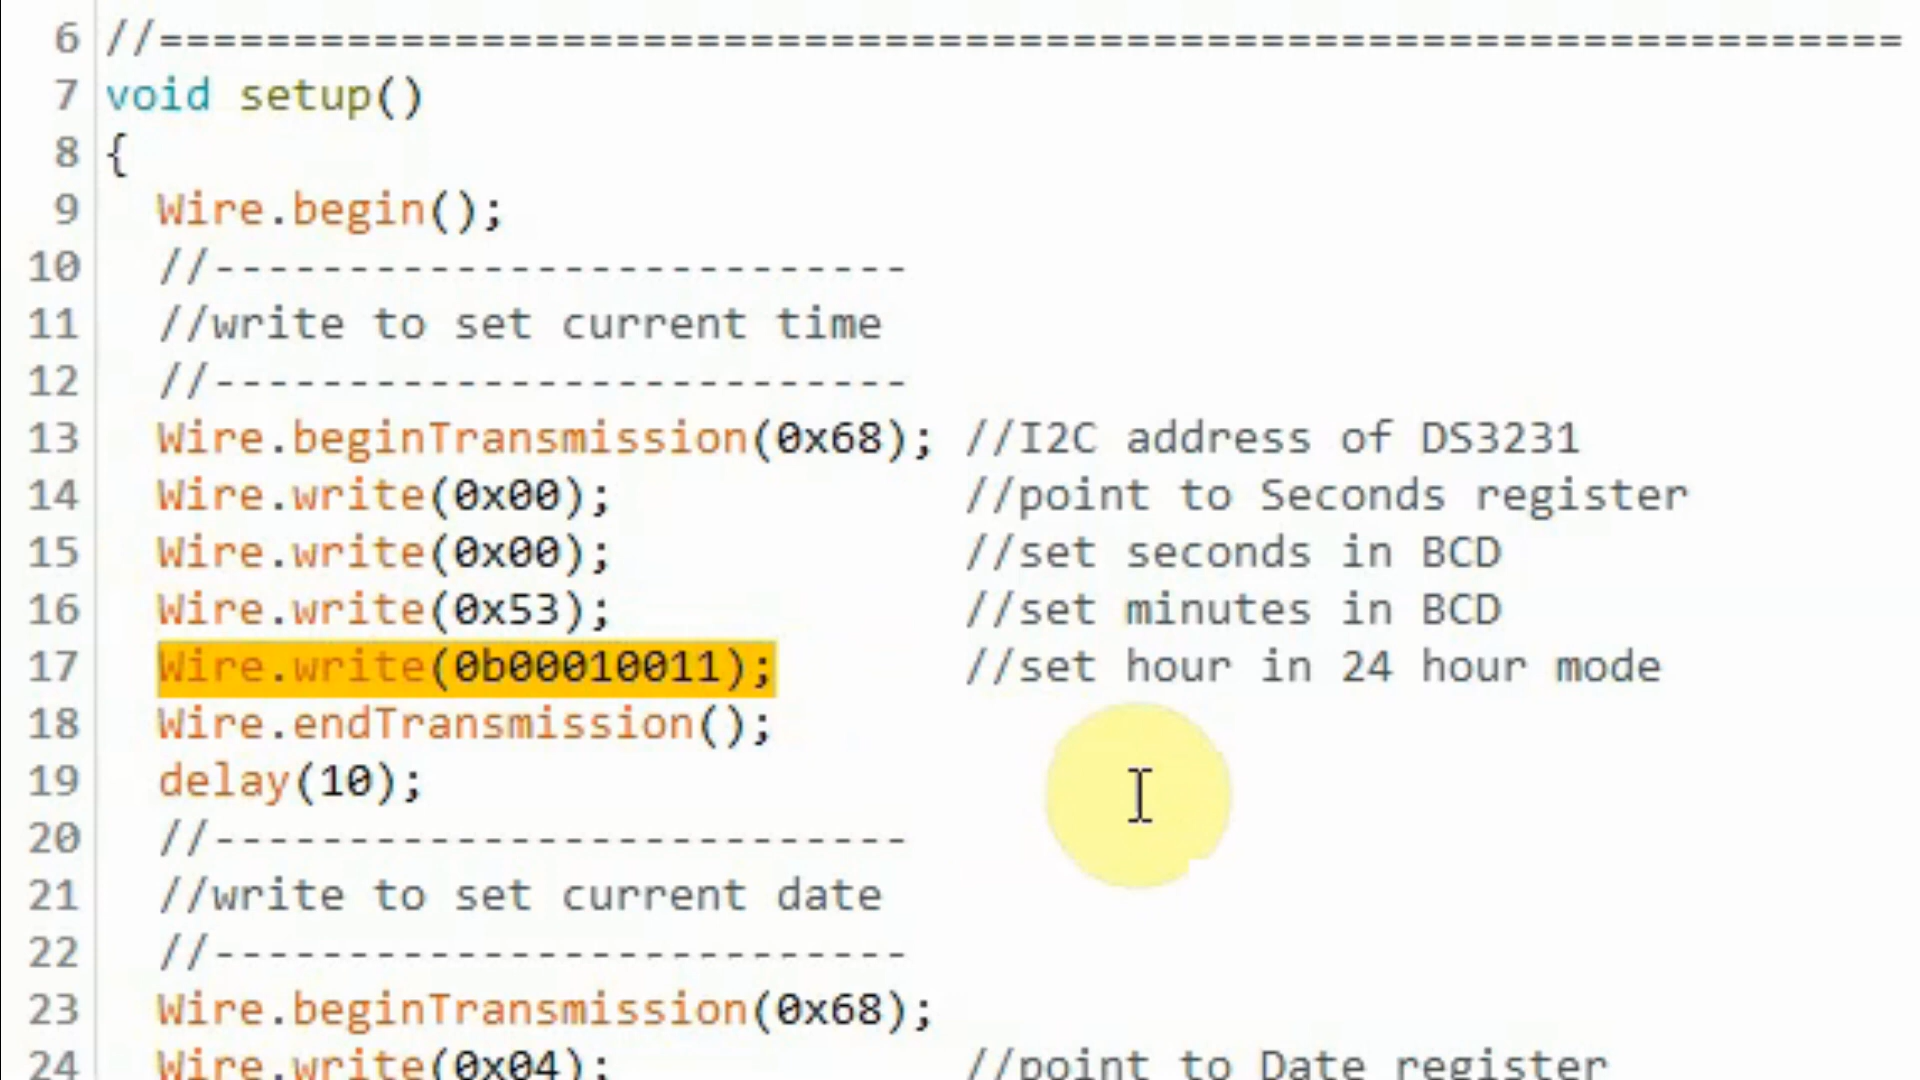 6 //=================================================================
7 void setup()
8 {
9 Wire.begin();
10 //--------------------------
11 //write to set current time
12 //--------------------------
13 Wire.beginTransmission(0x68); //I2C address of DS3231
14 Wire.write(0x00); //point to Seconds register
15 Wire.write(0x00); //set seconds in BCD
16 Wire.write(0x53); //set minutes in BCD
17 Wire.write(0b00010011); //set hour in 24 hour mode
18 Wire.endTransmission();
19 delay(10);
20 //--------------------------
21 //write to set current date
22 //--------------------------
23 Wire.beginTransmission(0x68);
24 Wire.write(0x04); //point to Date register